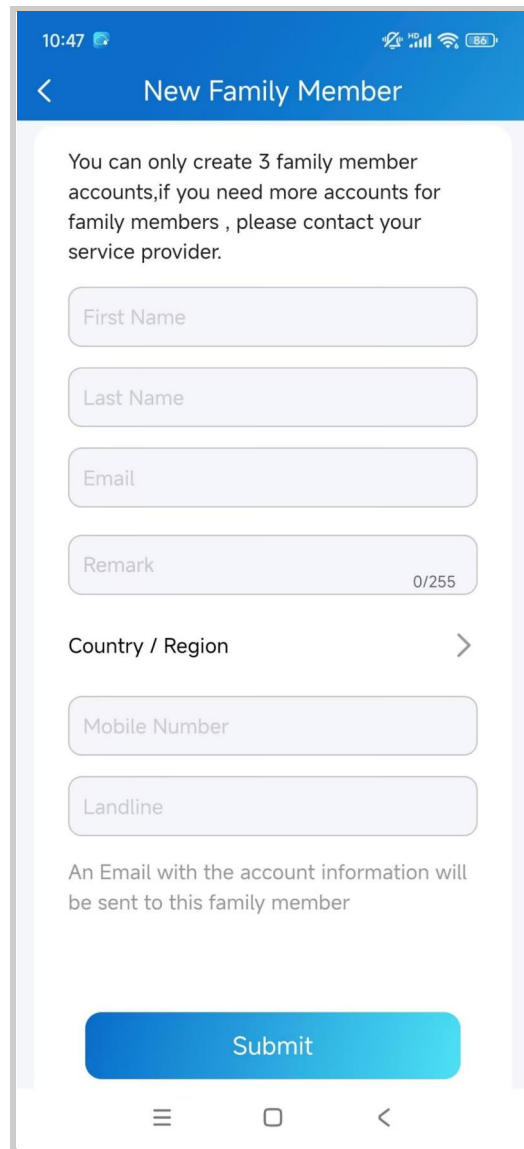 10:47
HD
86
New Family Member
You can only create 3 family member
accounts,if you need more accounts for
family members , please contact your
service provider.
First Name
Last Name
Email
Remark
0/255
Country / Region
Mobile Number
Landline
An Email with the account information will
be sent to this family member
Submit